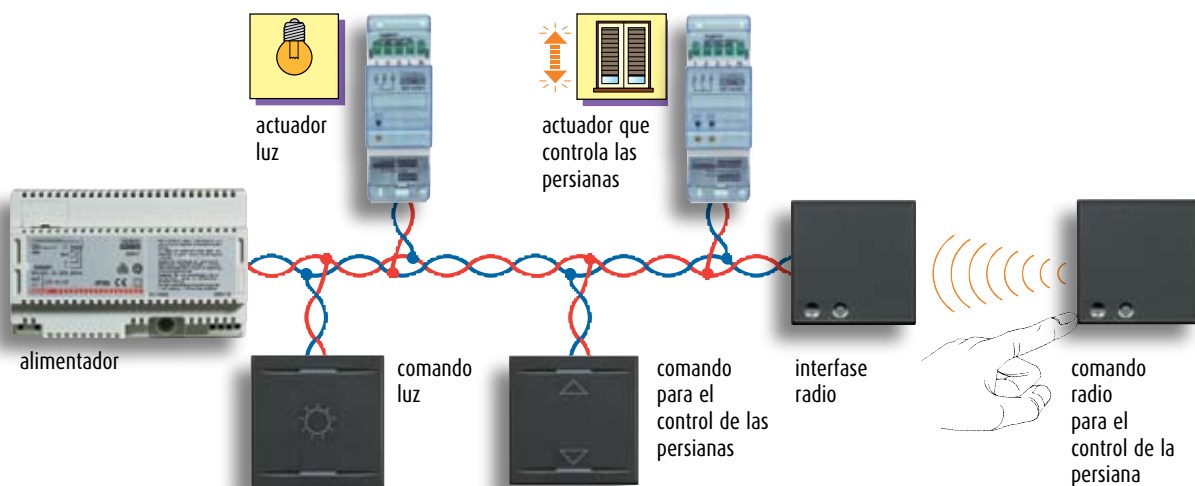 actuador
luz
actuador que
controla las
persianas
alimentador
comando
luz
comando
para el
control de las
persianas
interfase
radio
comando
radio
para el
control de la
persiana